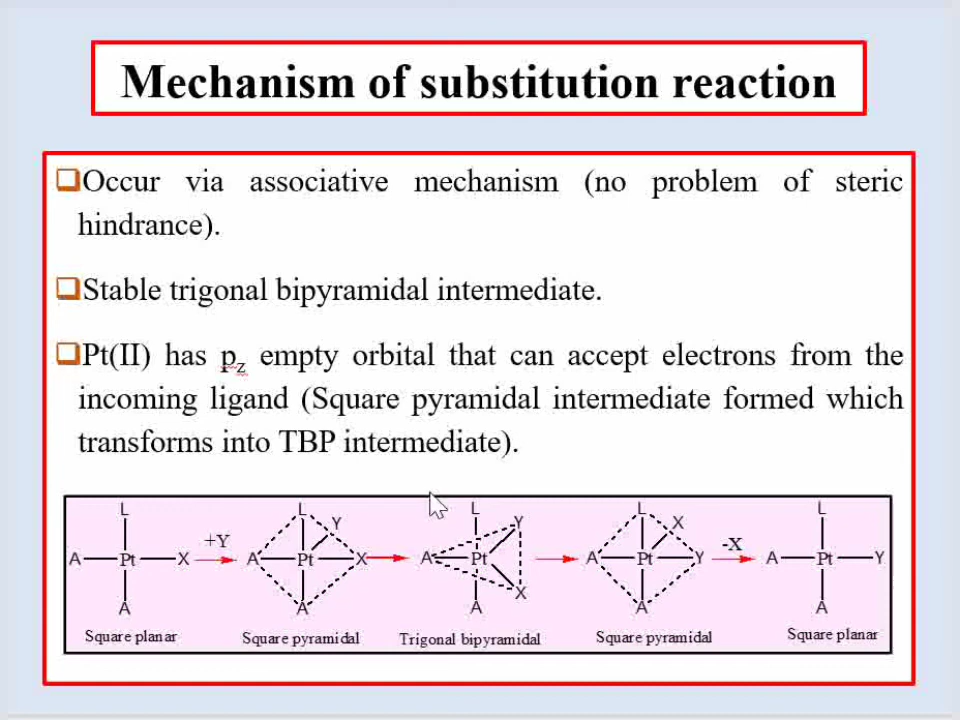 Mechanism of substitution reaction
❑Occur via associative mechanism (no problem of steric
hindrance).
❑Stable trigonal bipyramidal intermediate.
❑Pt(II) has pz empty orbital that can accept electrons from the
incoming ligand (Square pyramidal intermediate formed which
transforms into TBP intermediate).
L L L L L
Y Y X
+Y -X
A Pt X A Pt X A Pt A Pt Y A Pt Y
X
A A A A A
Square planar Square pyramidal Trigonal bipyramidal Square pyramidal Square planar